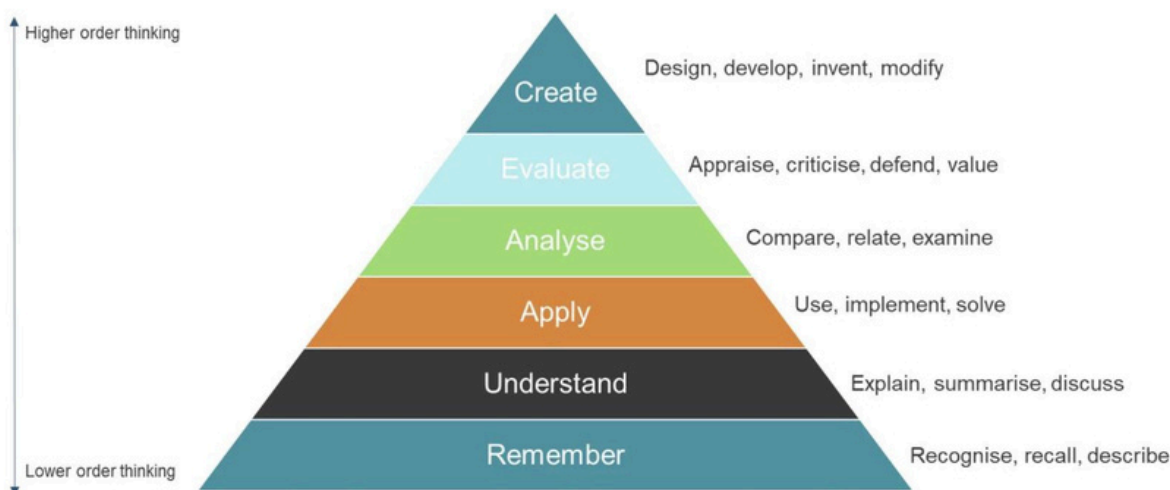 Higher order thinking
Create
Design, develop, invent, modify
Evaluate
Appraise, criticise, defend, value
Analyse
Compare, relate, examine
Apply
Use, implement, solve
Understand
Explain, summarise, discuss
Remember
Recognise, recall, describe
Lower order thinking